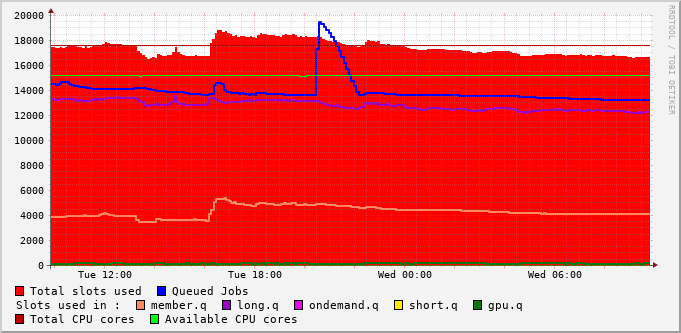 20000
18000
16000
14000
12000
10000
8000
6000
4000
2000
0
Tue 12:00 Tue 18:00 Wed 00:00 Wed 06:00
RRDTOOL / TOBI OETIKER
Total slots used Queued Jobs
Slots used in : member.q long.q ondemand.q short.q gpu.q
Total CPU cores Available CPU cores